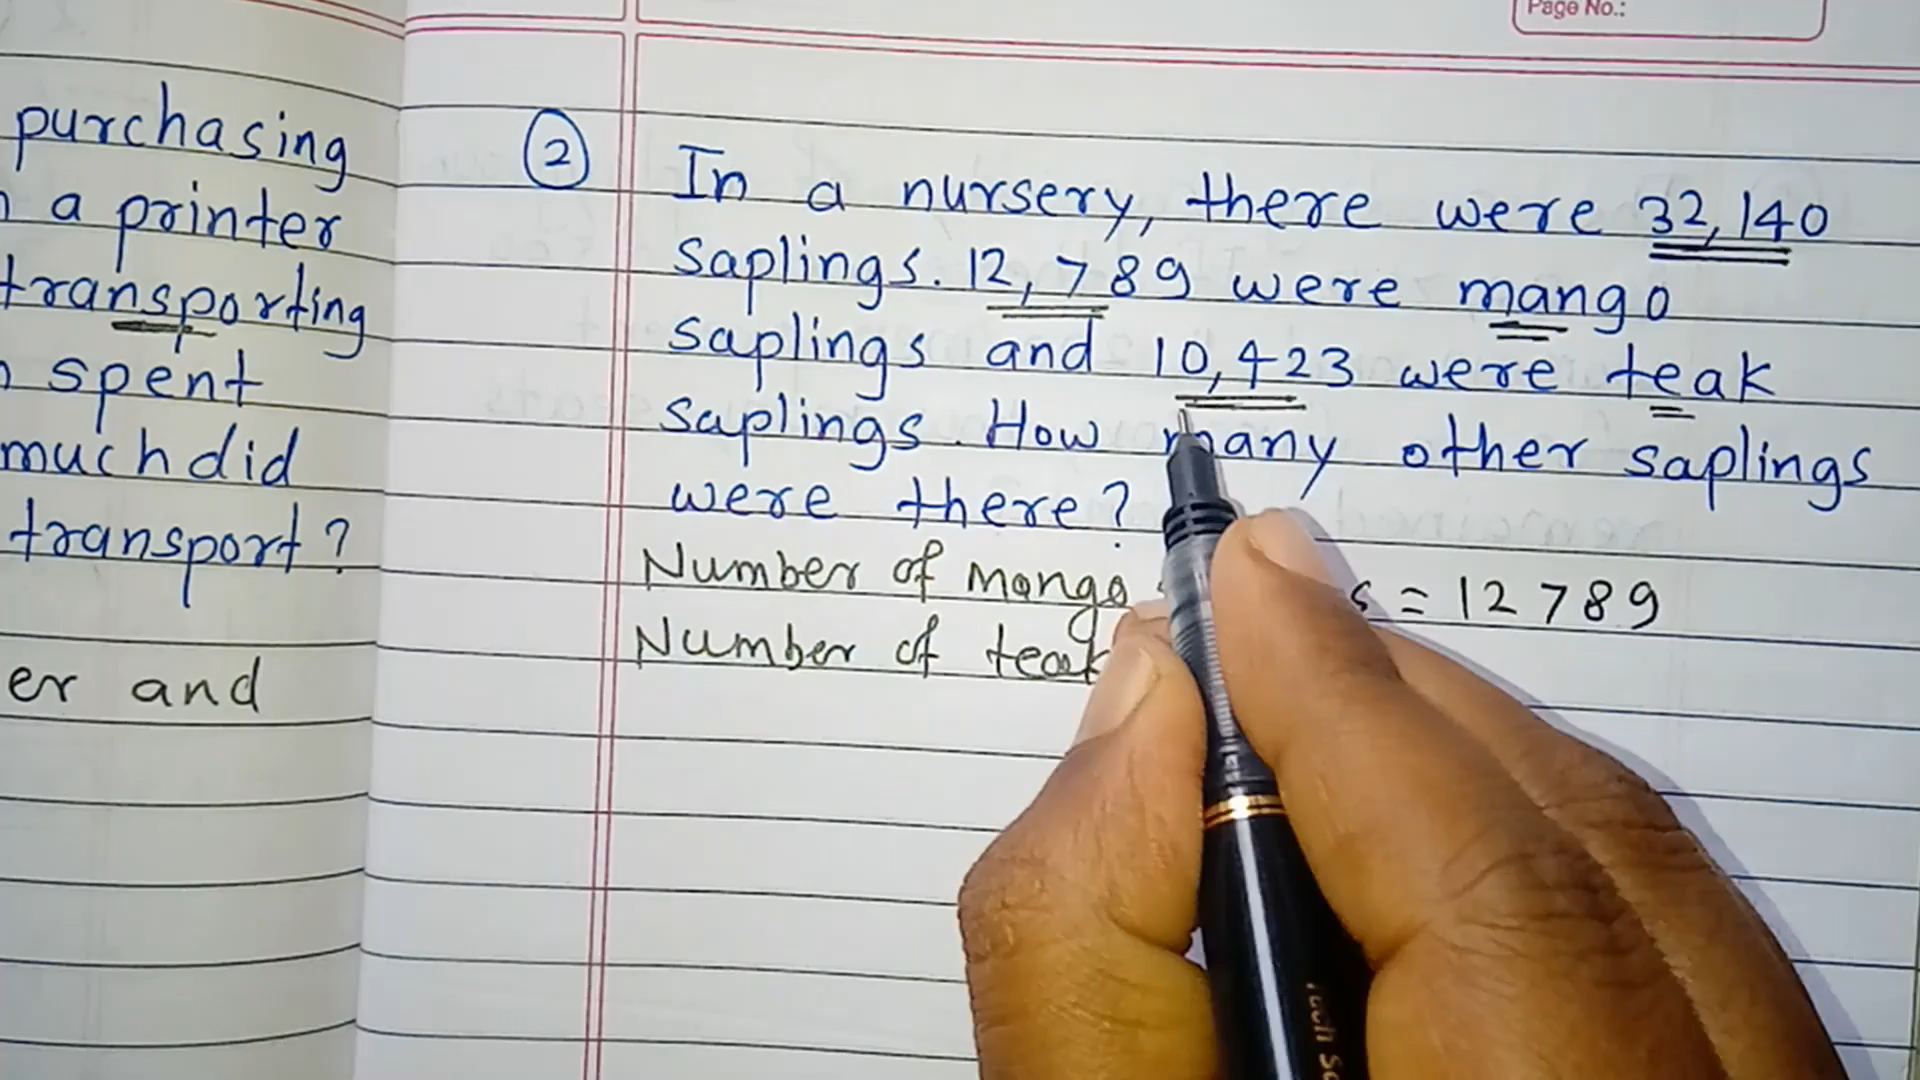 Page No.:
purchasing
a printer
transporting
spent
much did
transport?
er and
2 In a nursery, there were 32,140
saplings. 12,789 were mango
saplings and 10,423 were teak
saplings. How many other saplings
were there?
Number of mango s = 12789
Number of teak